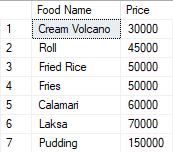 Food Name Price
1 Cream Volcano 30000
2 Roll 45000
3 Fried Rice 50000
4 Fries 50000
5 Calamari 60000
6 Laksa 70000
7 Pudding 150000